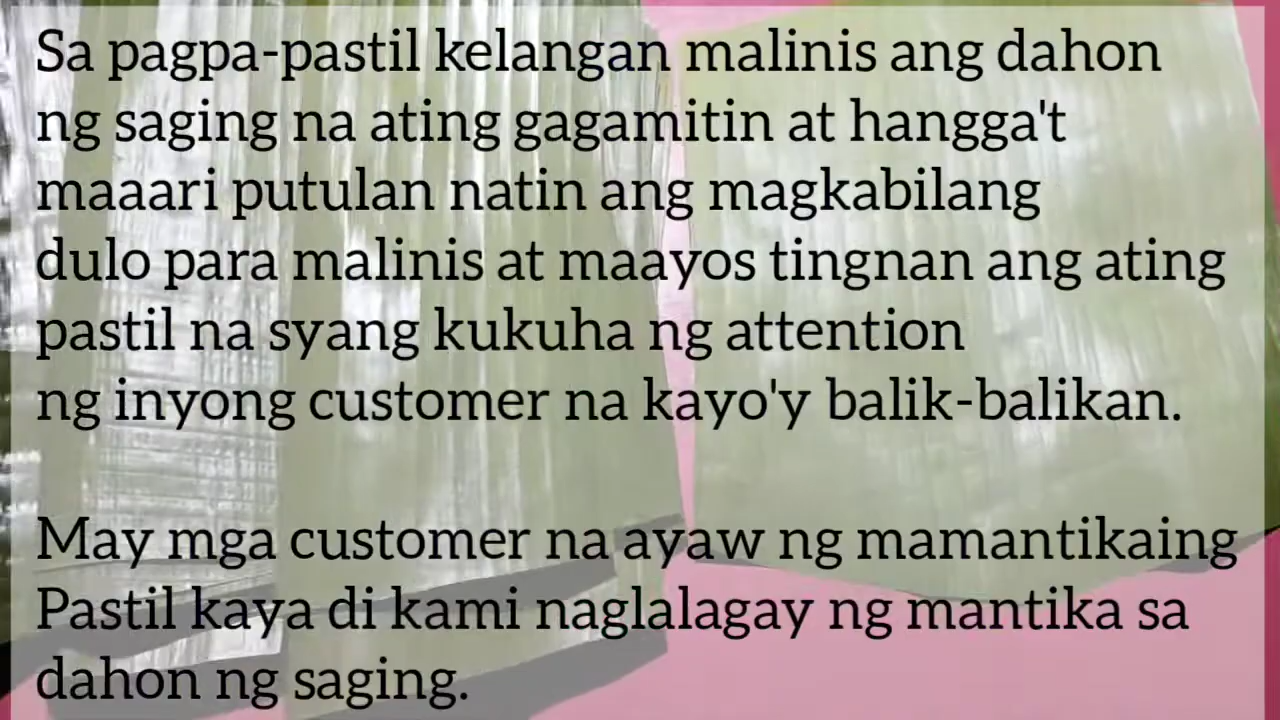 Sa pagpa-pastil kelangan malinis ang dahon
ng saging na ating gagamitin at hangga't
maaari putulan natin ang magkabilang
dulo para malinis at maayos tingnan ang ating
pastil na syang kukuha ng attention
ng inyong customer na kayo'y balik-balikan.
May mga customer na ayaw ng mamantikaing
Pastil kaya di kami naglalagay ng mantika sa
dahon ng saging.